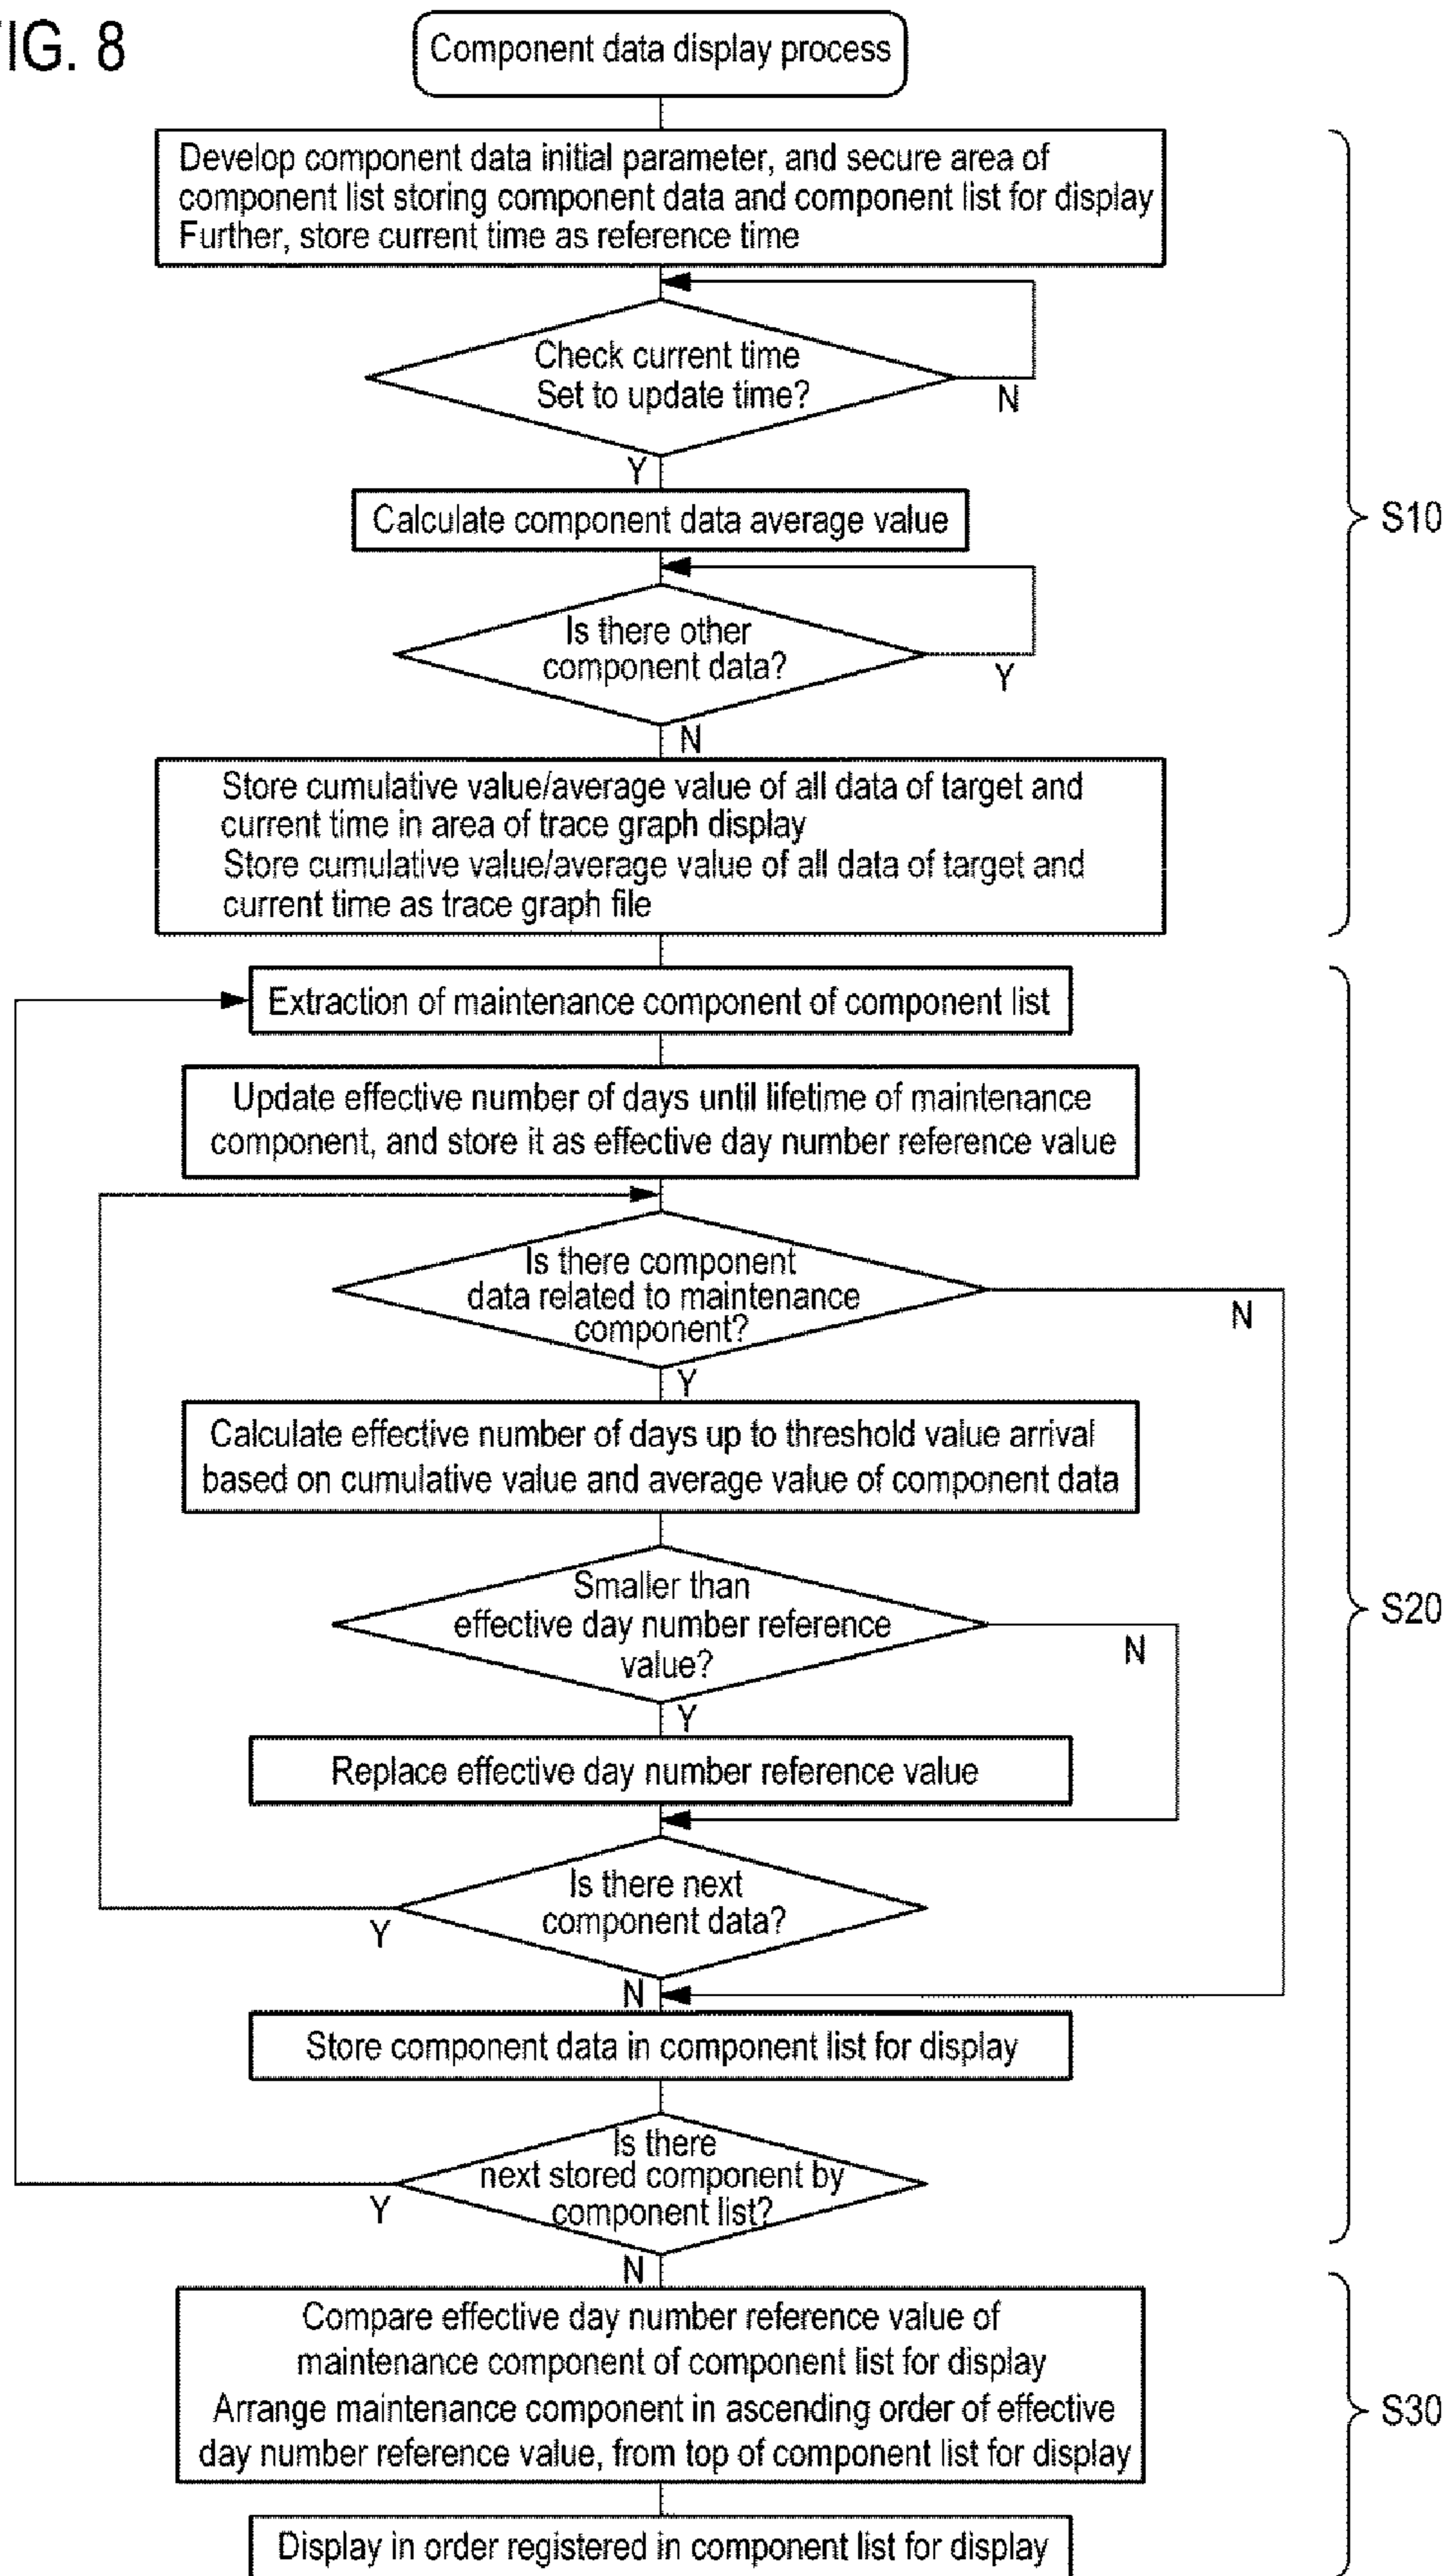 FIG. 8
Component data display process
Develop component data initial parameter, and secure area of
component list storing component data and component list for display
Further, store current time as reference time
Check current time
Set to update time?
N
Y
Calculate component data average value
S10
Is there other
component data?
Y
N
Store cumulative value/average value of all data of target and
current time in area of trace graph display
Store cumulative value/average value of all data of target and
current time as trace graph file
Extraction of maintenance component of component list
Update effective number of days until lifetime of maintenance
component, and store it as effective day number reference value
Is there component
data related to maintenance
component?
N
Y
Calculate effective number of days up to threshold value arrival
based on cumulative value and average value of component data
Smaller than
effective day number reference
value?
S20
N
Y
Replace effective day number reference value
Is there next
component data?
Y
N
Store component data in component list for display
Is there
next stored component by
component list?
Y
N
Compare effective day number reference value of
maintenance component of component list for display
Arrange maintenance component in ascending order of effective
day number reference value, from top of component list for display
S30
Display in order registered in component list for display